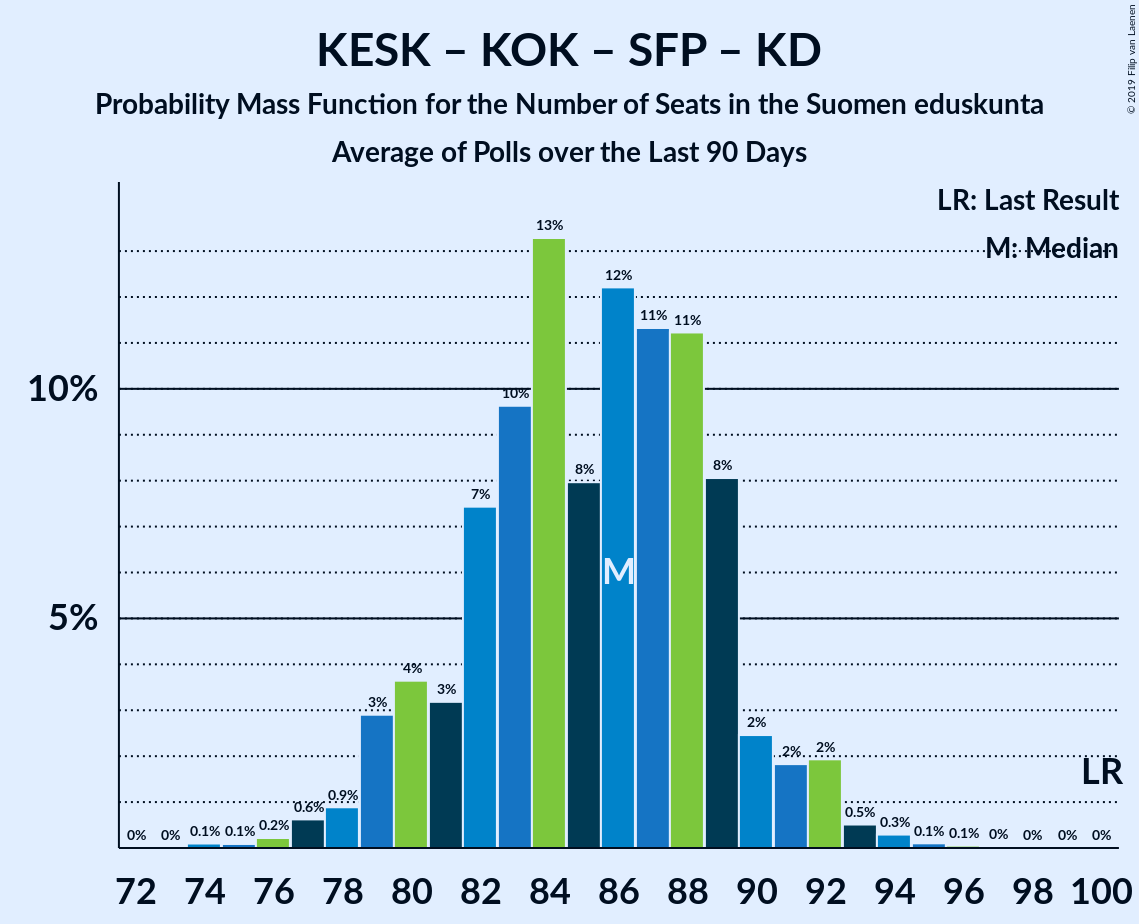 KESK – KOK – SFP – KD
Probability Mass Function for the Number of Seats in the Suomen eduskunta
Average of Polls over the Last 90 Days
© 2019 Filip van Laenen
LR: Last Result
M: Median
13%
12%
11% 11%
10%
10%
8% 8%
7%
M
5%
4%
3% 3%
2% 2% 2%
LR
0% 0% 0.1% 0.1% 0.2% 0.6% 0.9% 0.5% 0.3% 0.1% 0.1% 0% 0% 0% 0%
72 74 76 78 80 82 84 86 88 90 92 94 96 98 100